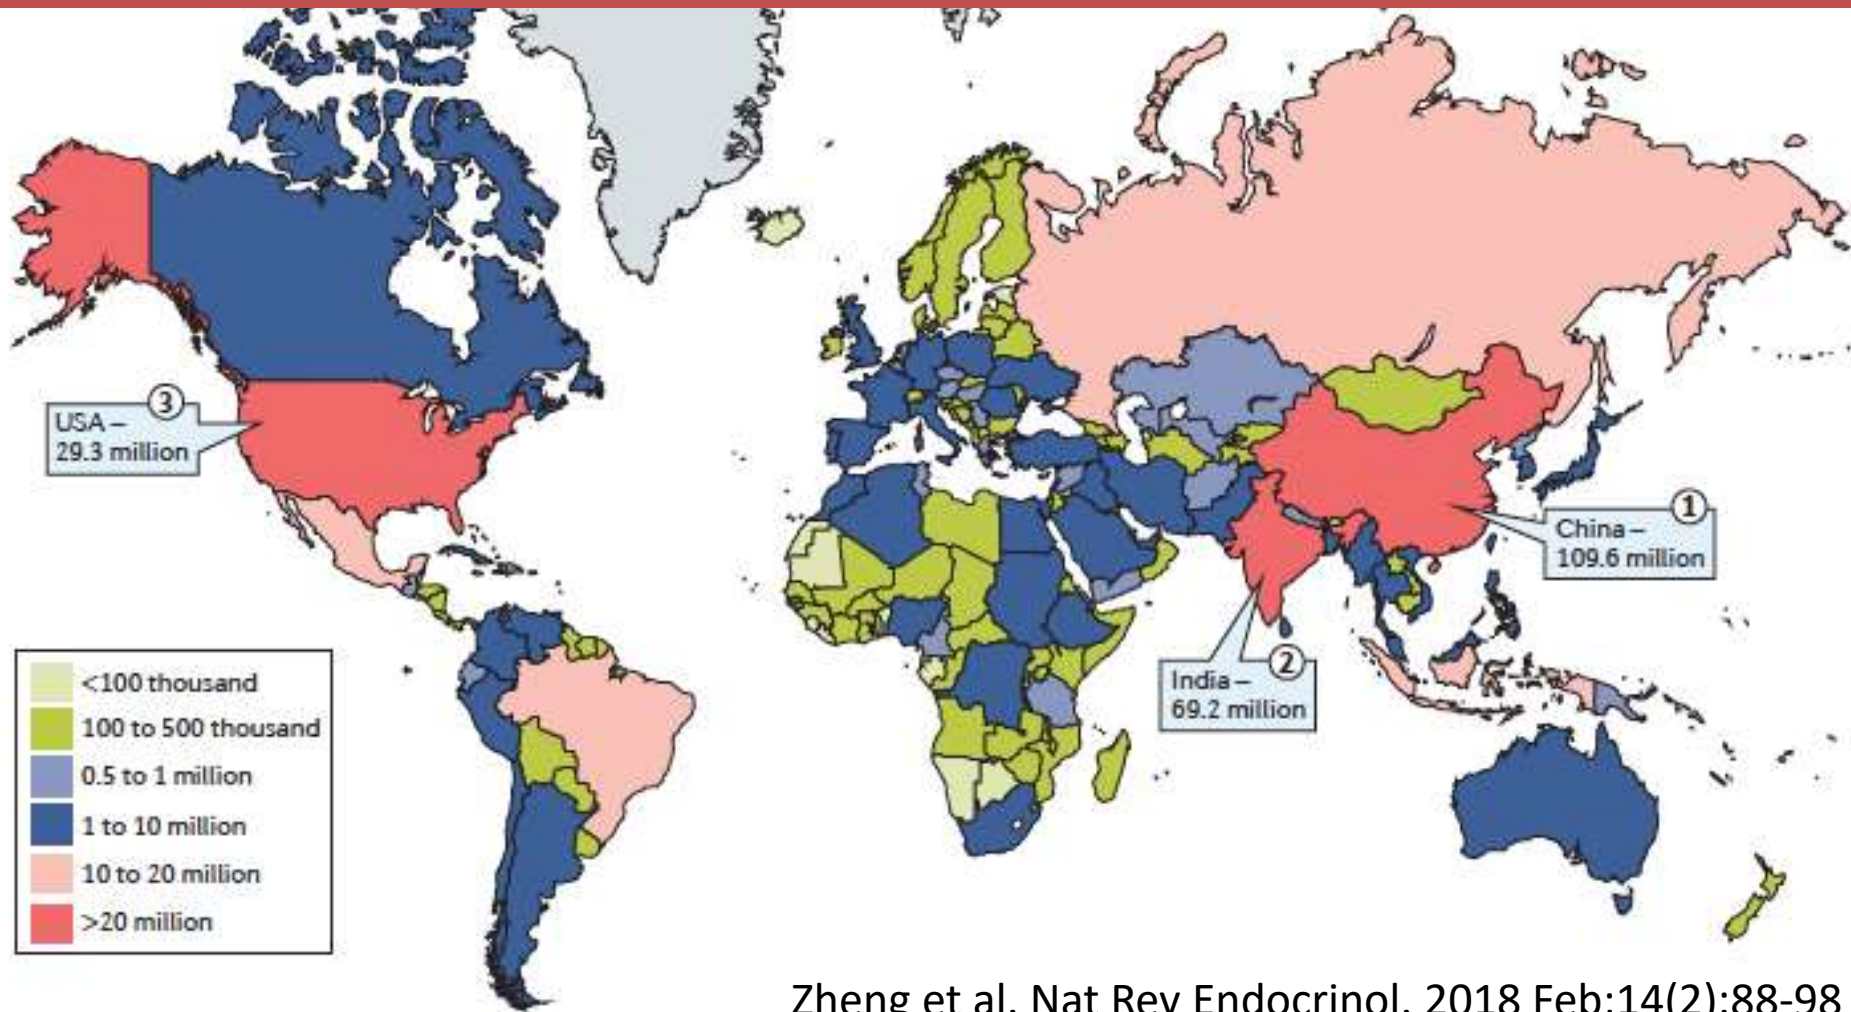 ③
USA –
29.3 million
①
China –
109.6 million
②
India –
69.2 million
<100 thousand
100 to 500 thousand
0.5 to 1 million
1 to 10 million
10 to 20 million
>20 million
Zheng et al. Nat Rev Endocrinol. 2018 Feb;14(2):88-98